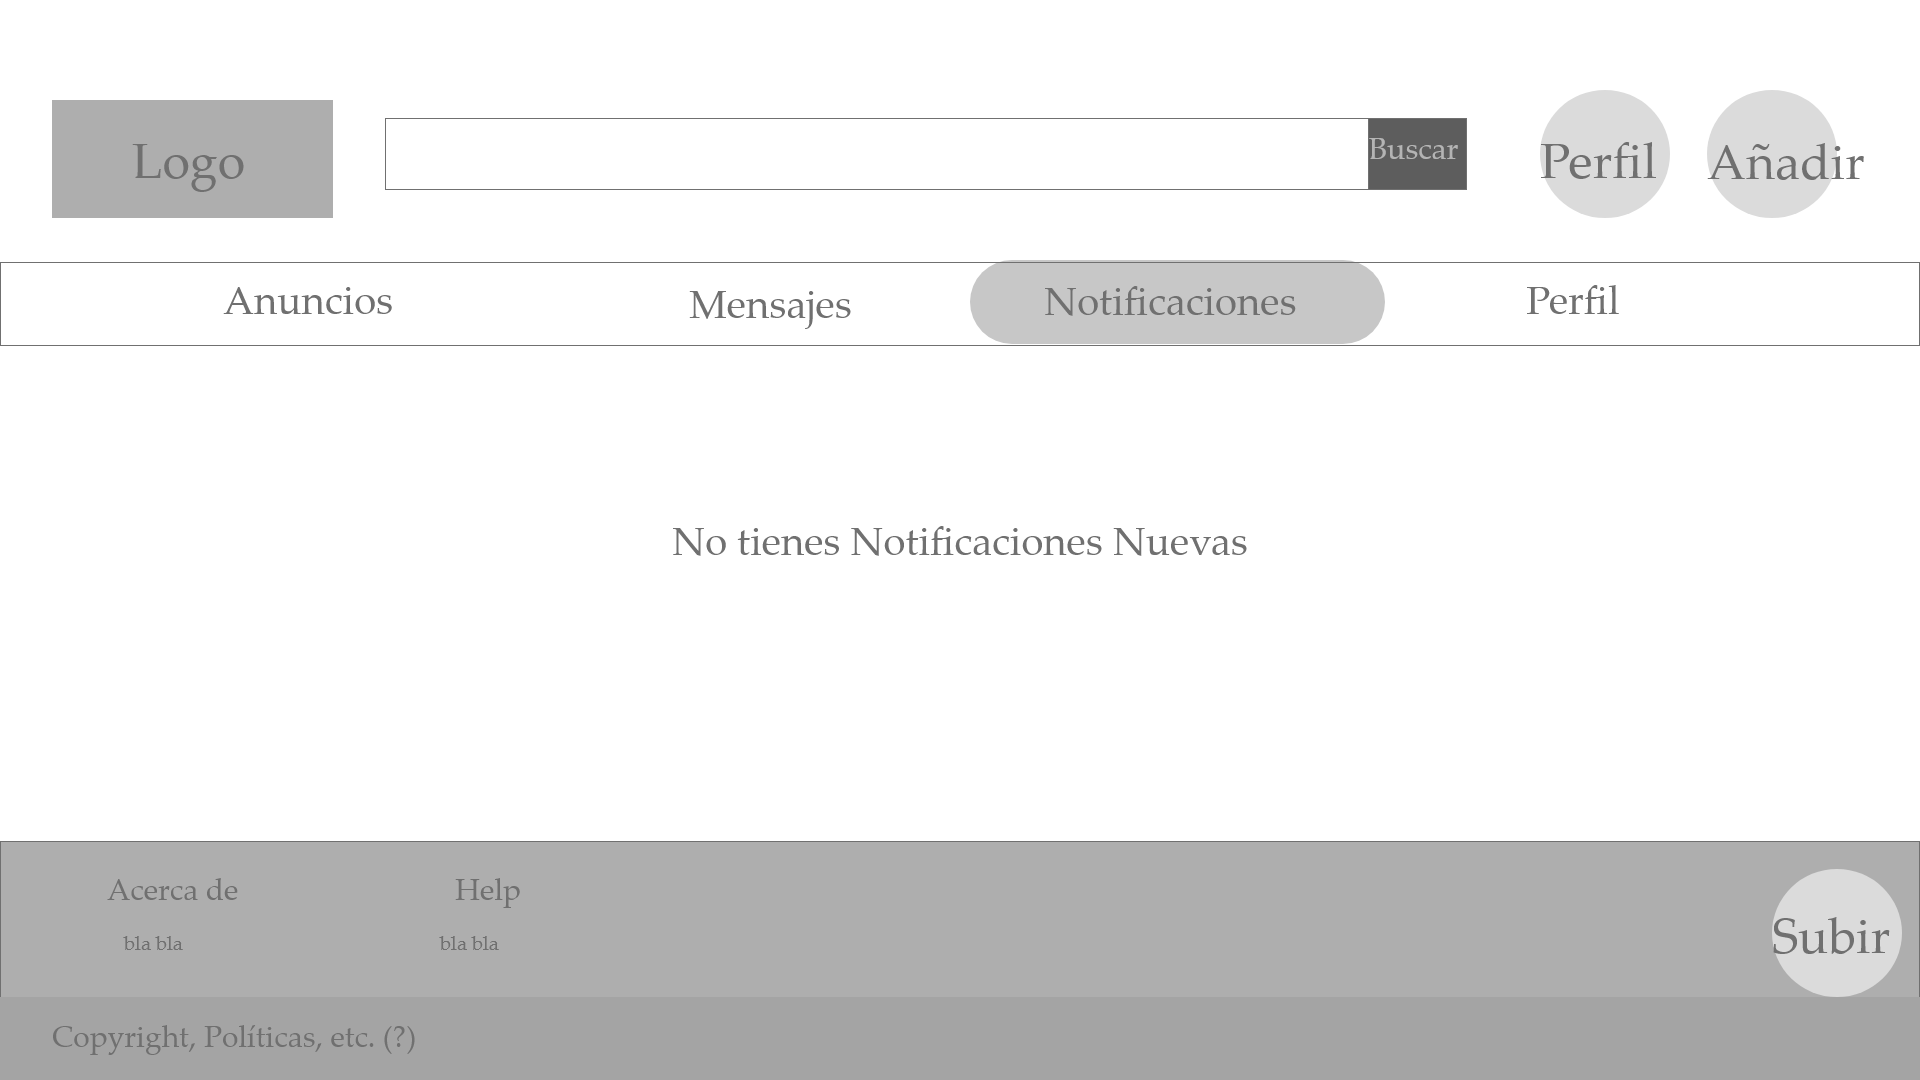 Logo
Buscar
Perfil
Añadir
Anuncios
Mensajes
Notificaciones
Perfil
No tienes Notificaciones Nuevas
Acerca de
Help
bla bla
bla bla
Subir
Copyright, Políticas, etc. (?)